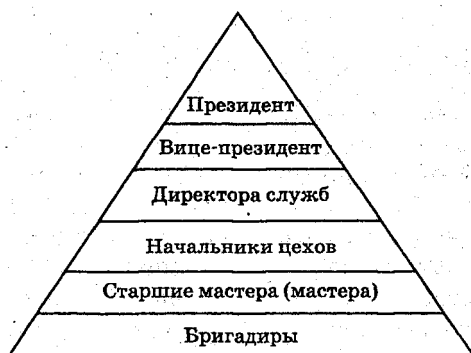 Президент
Вице-президент
Директора служб
Начальники цехов
Старшие мастера (мастера)
Бригадиры